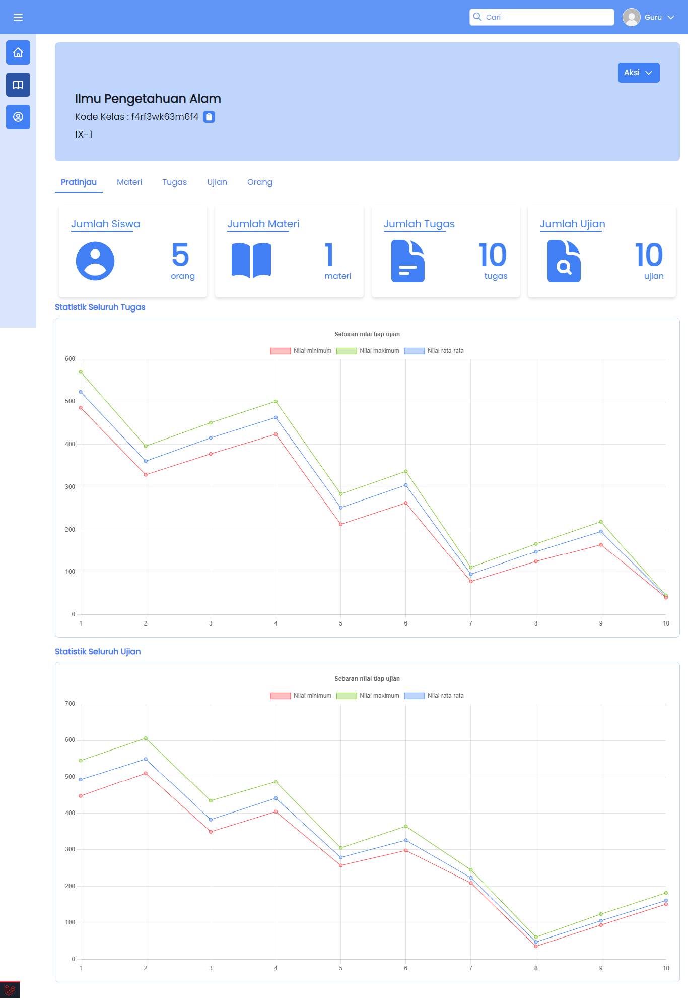 Cari
Guru
Aksi
Ilmu Pengetahuan Alam
Kode Kelas : f4rf3wk63m6f4
IX-1
Pratinjau Materi Tugas Ujian Orang
Jumlah Siswa
5
orang
Jumlah Materi
1
materi
Jumlah Tugas
10
tugas
Jumlah Ujian
10
ujian
Statistik Seluruh Tugas
Sebaran nilai tiap ujian
Nilai minimum Nilai maximum Nilai rata-rata
600
500
400
300
200
100
0
1 2 3 4 5 6 7 8 9 10
Statistik Seluruh Ujian
Sebaran nilai tiap ujian
Nilai minimum Nilai maximum Nilai rata-rata
700
600
500
400
300
200
100
0
1 2 3 4 5 6 7 8 9 10